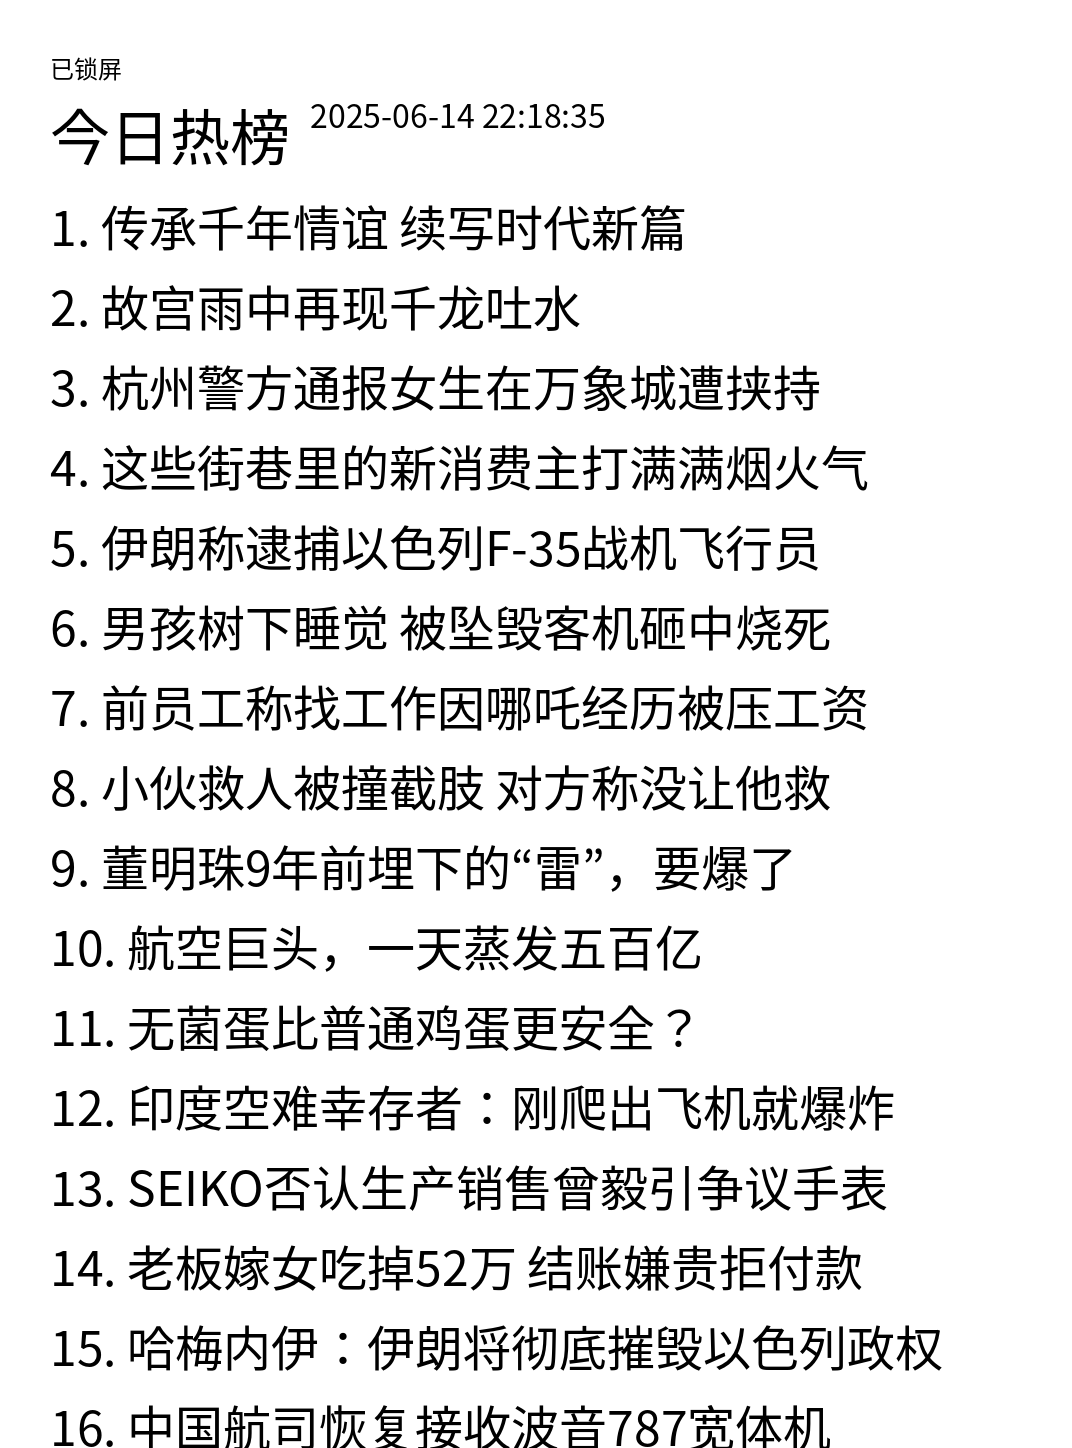 已锁屏
今日热榜 2025-06-14 22:18:35
1. 传承千年情谊 续写时代新篇
2. 故宫雨中再现千龙吐水
3. 杭州警方通报女生在万象城遭挟持
4. 这些街巷里的新消费主打满满烟火气
5. 伊朗称逮捕以色列F-35战机飞行员
6. 男孩树下睡觉 被坠毁客机砸中烧死
7. 前员工称找工作因哪吒经历被压工资
8. 小伙救人被撞截肢 对方称没让他救
9. 董明珠9年前埋下的“雷”，要爆了
10. 航空巨头，一天蒸发五百亿
11. 无菌蛋比普通鸡蛋更安全？
12. 印度空难幸存者：刚爬出飞机就爆炸
13. SEIKO否认生产销售曾毅引争议手表
14. 老板嫁女吃掉52万 结账嫌贵拒付款
15. 哈梅内伊：伊朗将彻底摧毁以色列政权
16. 中国航司恢复接收波音787宽体机